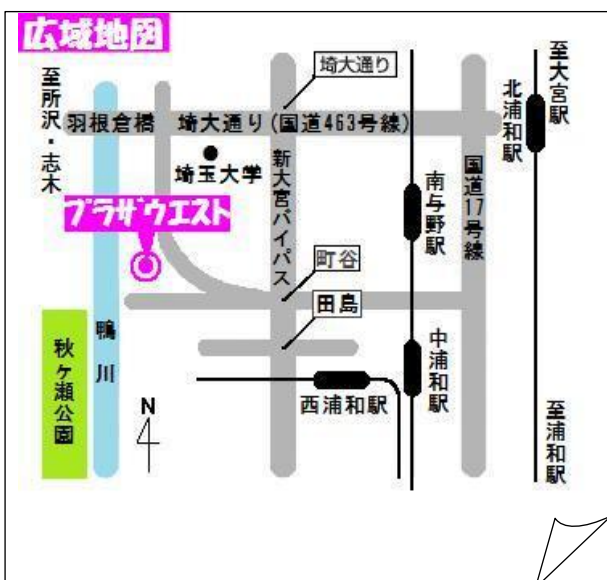 広域地図
至所沢・志木
羽根倉橋
埼大通り(国道463号線)
埼大通り
埼玉大学
プラザウエスト
新大宮バイパス
町谷
田島
南与野駅
国道17号線
北浦和駅
至大宮駅
鴨川
秋ヶ瀬公園
N
西浦和駅
中浦和駅
至浦和駅